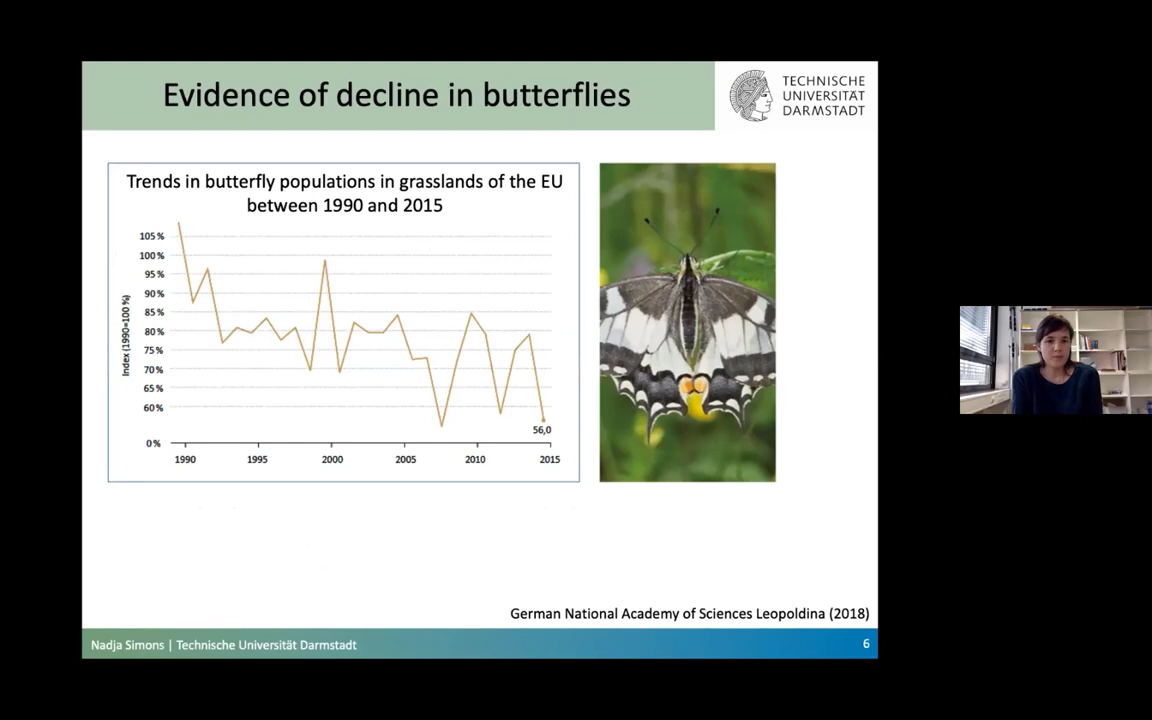 Evidence of decline in butterflies
TECHNISCHE
UNIVERSITÄT
DARMSTADT
Trends in butterfly populations in grasslands of the EU
between 1990 and 2015
Index (1990=100 %)
105 %
100 %
95 %
90 %
85 %
80 %
75 %
70 %
65 %
60 %
0 %
56,0
1990 1995 2000 2005 2010 2015
German National Academy of Sciences Leopoldina (2018)
Nadja Simons | Technische Universität Darmstadt 6